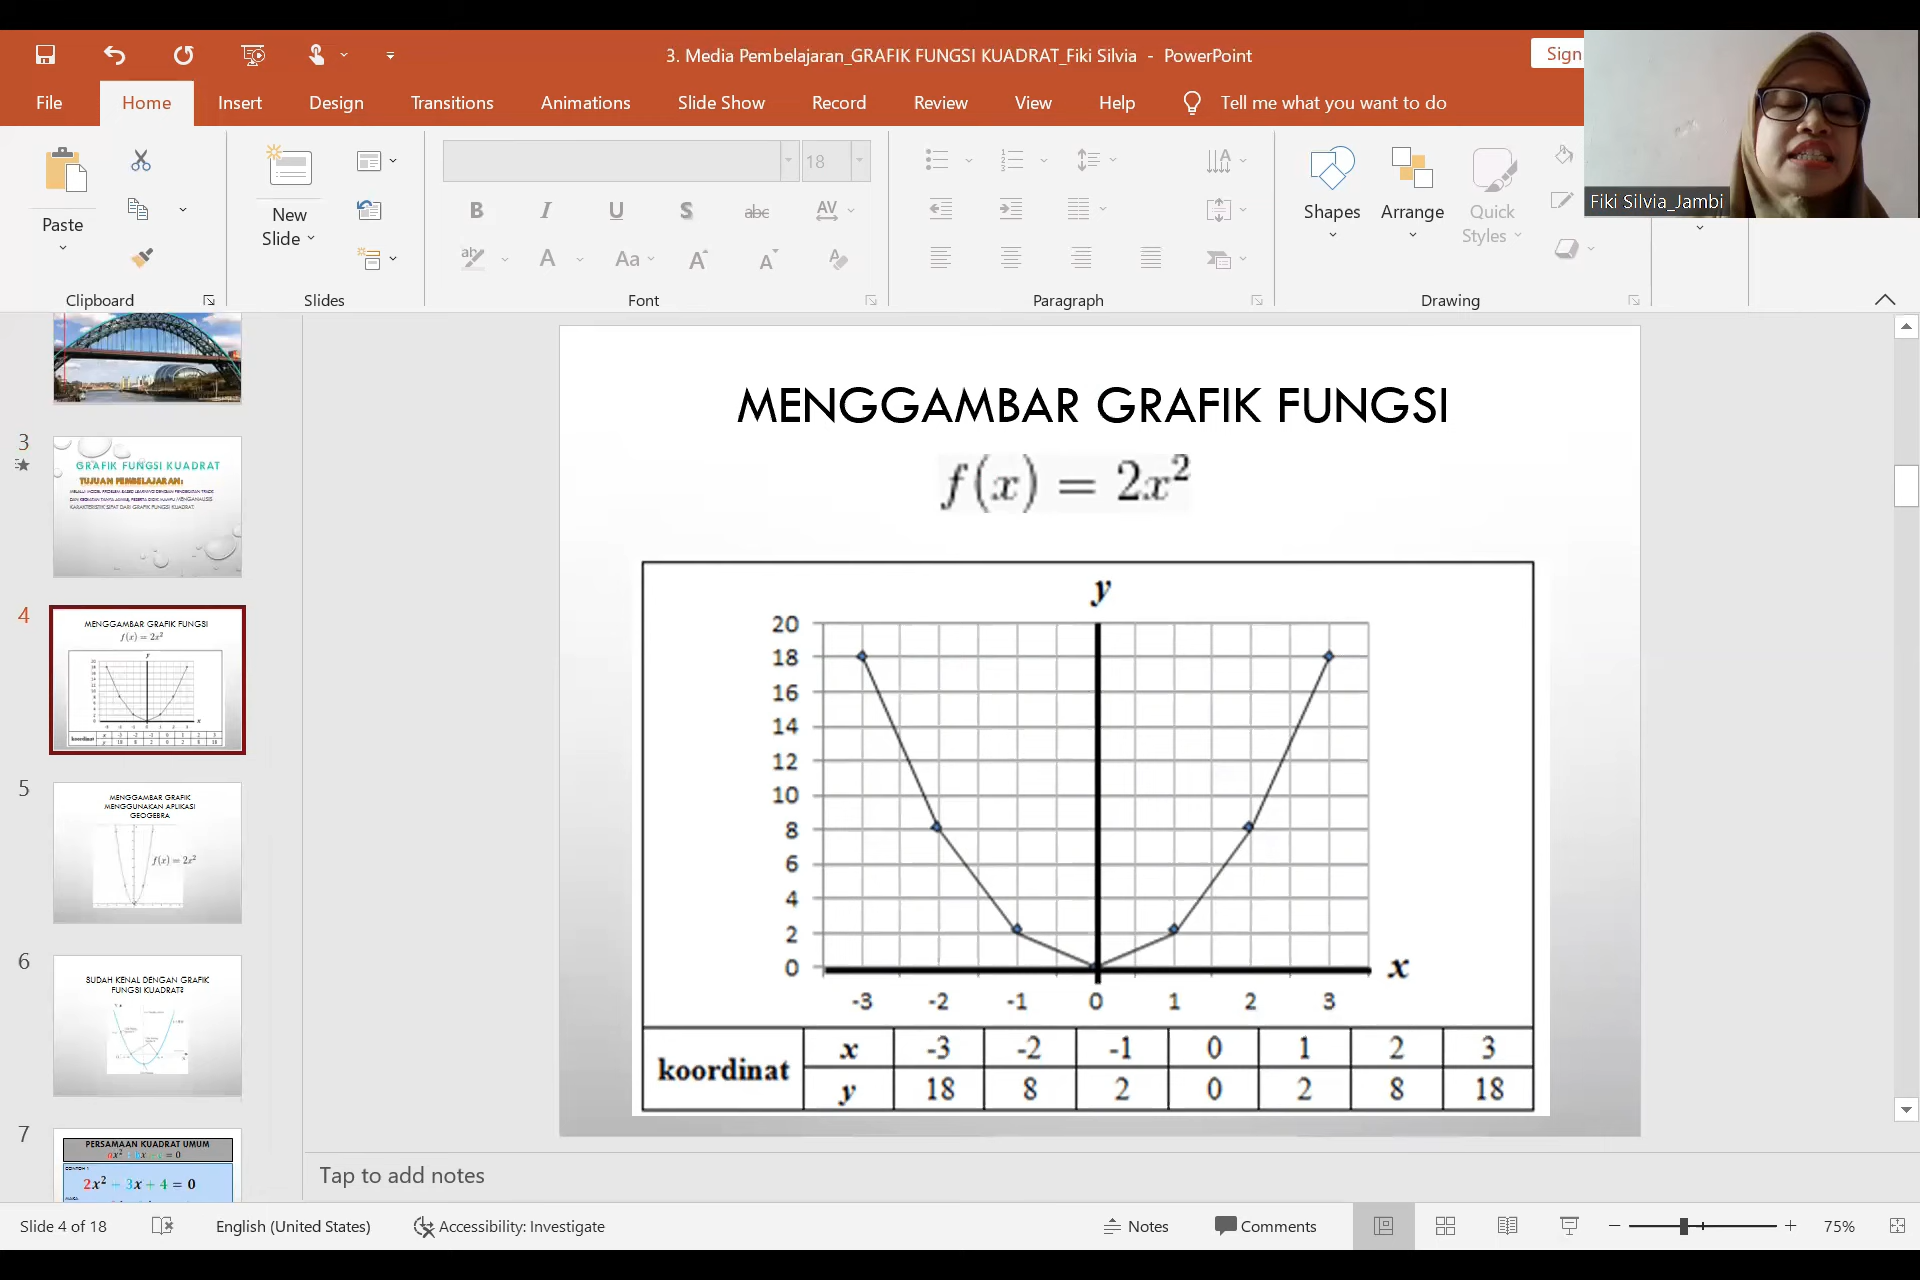 3. Media Pembelajaran_GRAFIK FUNGSI KUADRAT_Fiki Silvia - PowerPoint
Sign
File Home Insert Design Transitions Animations Slide Show Record Review View Help Tell me what you want to do
Paste
New Slide
18
B I U S abc AV
Aa A A
Shapes
Arrange
Quick Styles
Fiki Silvia_Jambi
Clipboard Slides Font Paragraph Drawing
3
GRAFIK FUNGSI KUADRAT
TUJUAN PEMBELAJARAN:
4
MENGGAMBAR GRAFIK FUNGSI
f(x) = 2x²
5
MENGGAMBAR GRAFIK
MENGGUNAKAN APLIKASI
GEOGEBRA
f(x) = 2x²
6
SUDAH KENAL DENGAN GRAFIK
FUNGSI KUADRAT?
7
PERSAMAAN KUADRAT UMUM
2x² - 3x + 4 = 0
MENGGAMBAR GRAFIK FUNGSI
f(x) = 2x²
y
20
18
16
14
12
10
8
6
4
2
0
x
-3 -2 -1 0 1 2 3
koordinat
x -3 -2 -1 0 1 2 3
y 18 8 2 0 2 8 18
Tap to add notes
Slide 4 of 18 English (United States) Accessibility: Investigate Notes Comments 75%